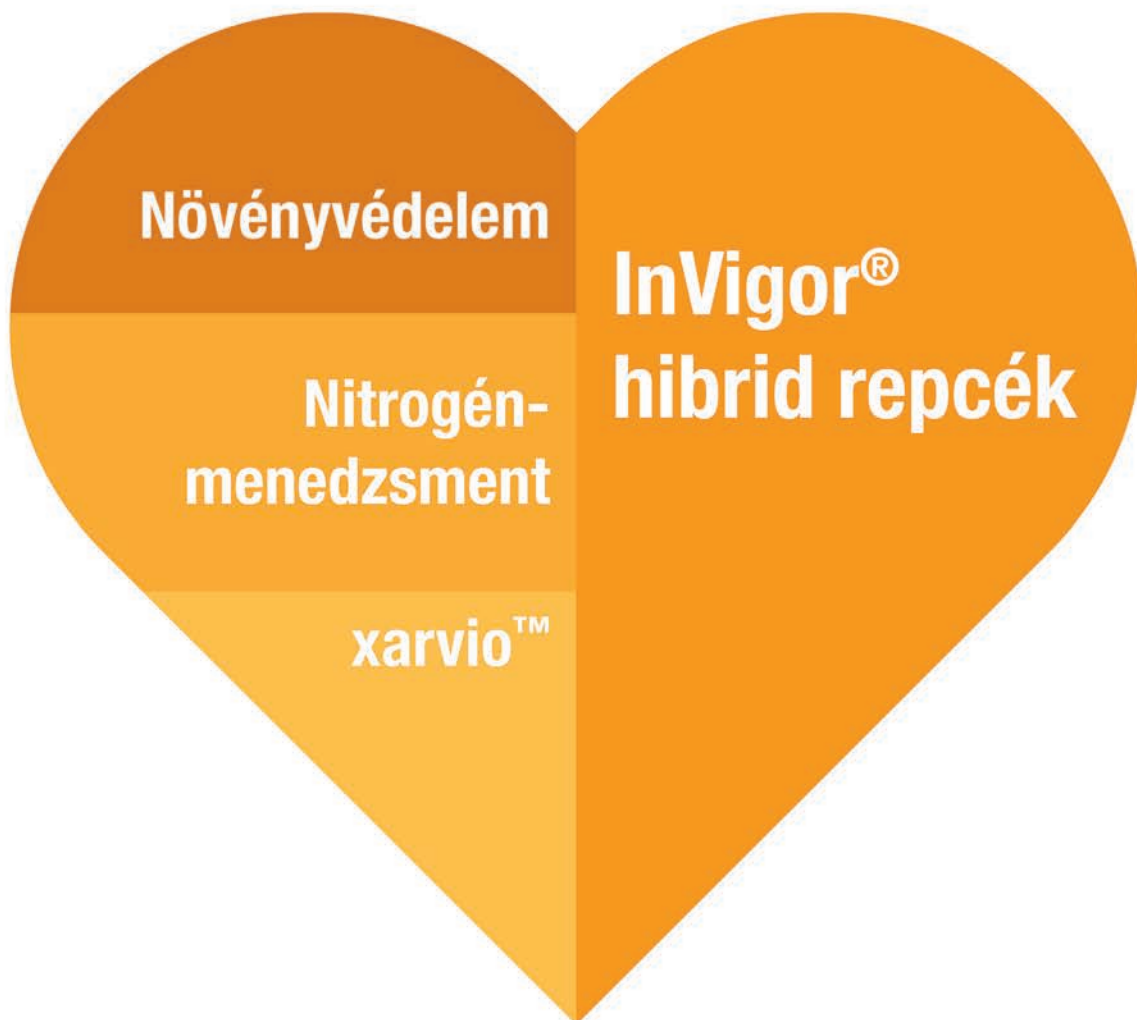 Növényvédelem
Nitrogén-
menedzsment
xarvio™
InVigor®
hibrid repcék